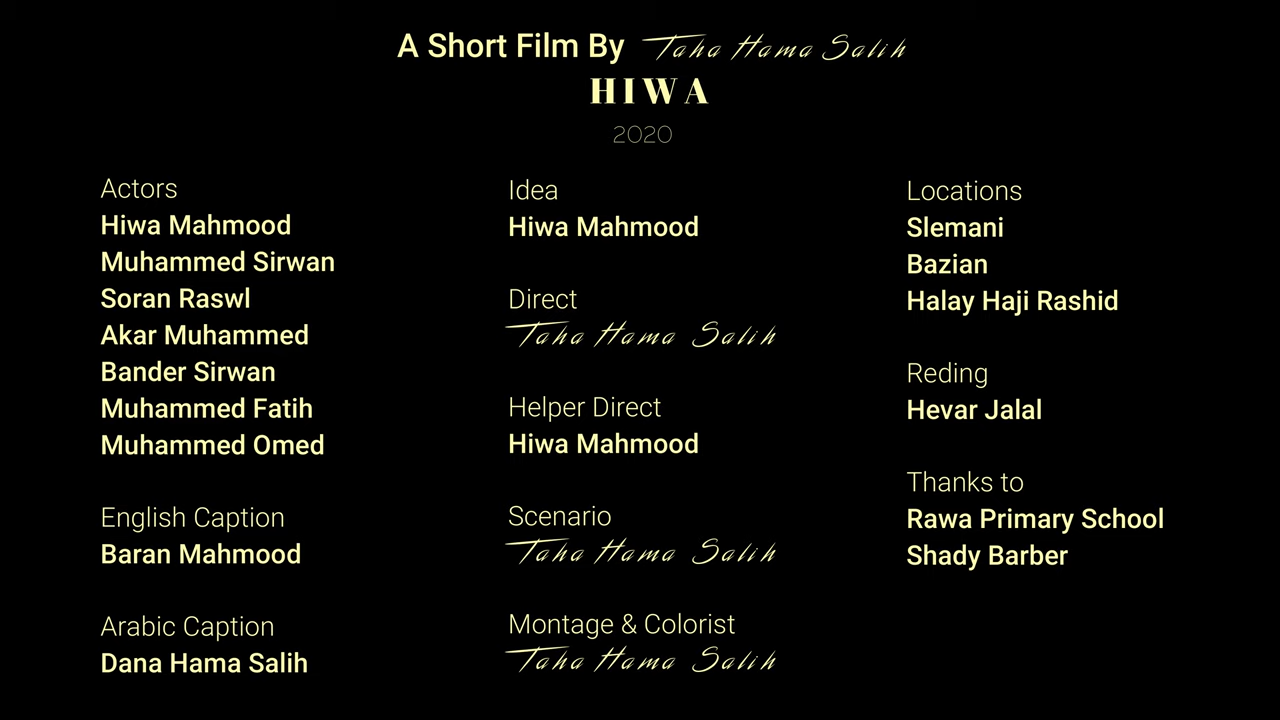 A Short Film By Taha Hama Salih
HIWA
2020
Actors
Hiwa Mahmood
Muhammed Sirwan
Soran Raswl
Akar Muhammed
Bander Sirwan
Muhammed Fatih
Muhammed Omed
English Caption
Baran Mahmood
Arabic Caption
Dana Hama Salih
Idea
Hiwa Mahmood
Direct
Taha Hama Salih
Helper Direct
Hiwa Mahmood
Scenario
Taha Hama Salih
Montage & Colorist
Taha Hama Salih
Locations
Slemani
Bazian
Halay Haji Rashid
Reding
Hevar Jalal
Thanks to
Rawa Primary School
Shady Barber